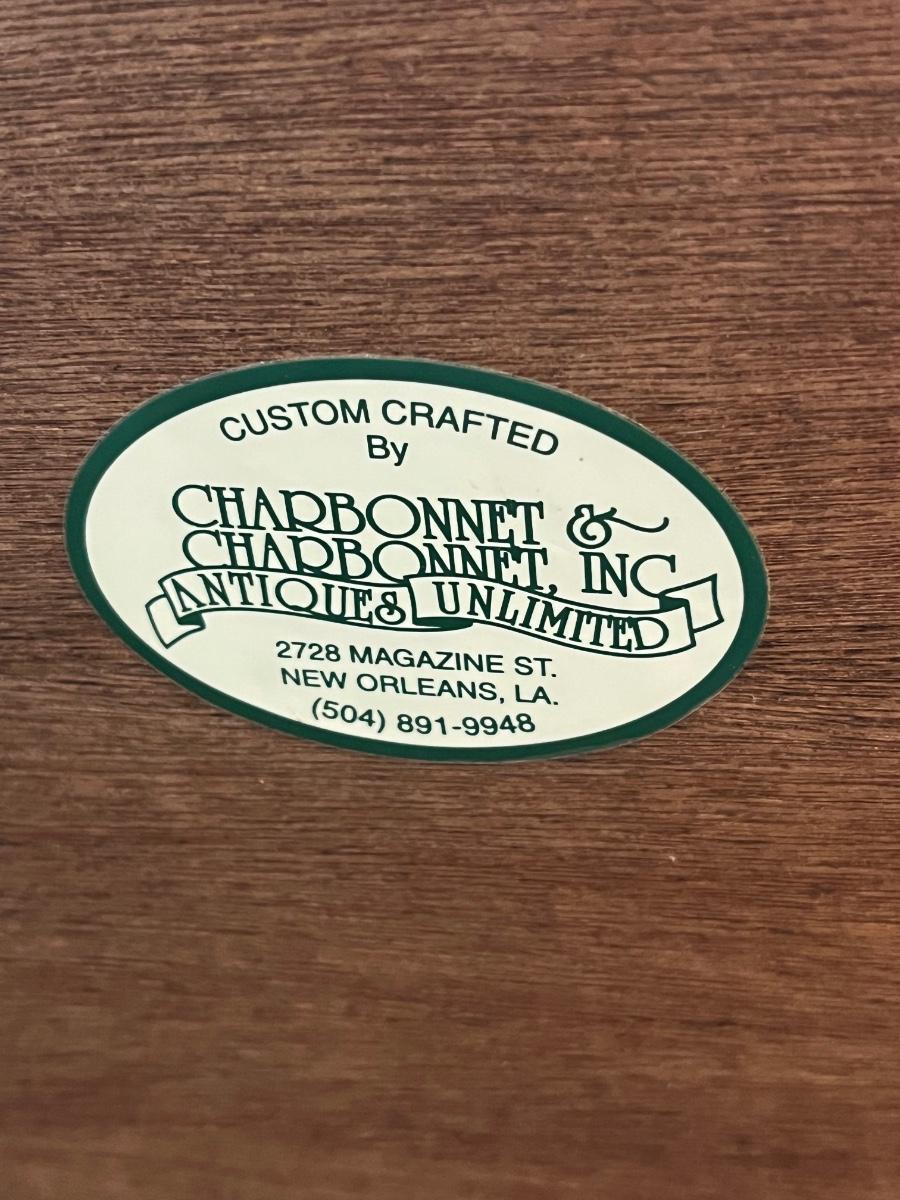 CUSTOM CRAFTED
By
CHARBONNET &
CHARBONNET, INC
ANTIQUES UNLIMITED
2728 MAGAZINE ST.
NEW ORLEANS, LA.
(504) 891-9948